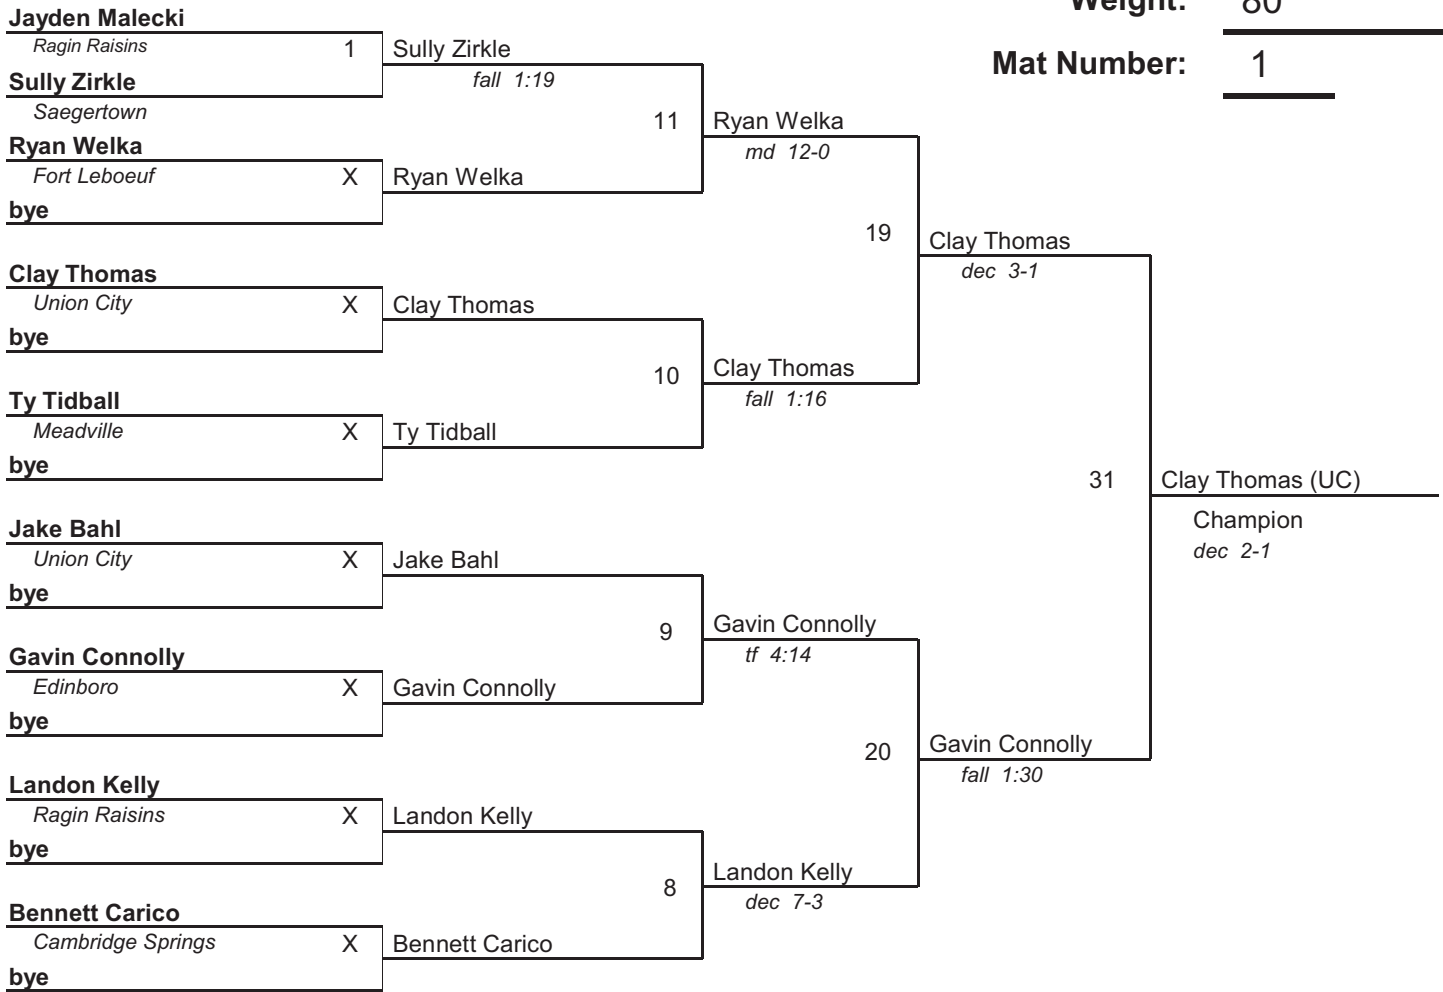 Weight: 80
Mat Number: 1
Jayden Malecki
Ragin Raisins 1
Sully Zirkle
Saegertown
Ryan Welka
Fort Leboeuf X
bye
Clay Thomas
Union City X
bye
Ty Tidball
Meadville X
bye
Jake Bahl
Union City X
bye
Gavin Connolly
Edinboro X
bye
Landon Kelly
Ragin Raisins X
bye
Bennett Carico
Cambridge Springs X
bye
Sully Zirkle
fall 1:19
11
Ryan Welka
Clay Thomas
10
Ty Tidball
Jake Bahl
9
Gavin Connolly
Landon Kelly
8
Bennett Carico
Ryan Welka
md 12-0
19
Clay Thomas
fall 1:16
Gavin Connolly
tf 4:14
20
Landon Kelly
dec 7-3
Clay Thomas
dec 3-1
31
Gavin Connolly
fall 1:30
Clay Thomas (UC)
Champion
dec 2-1